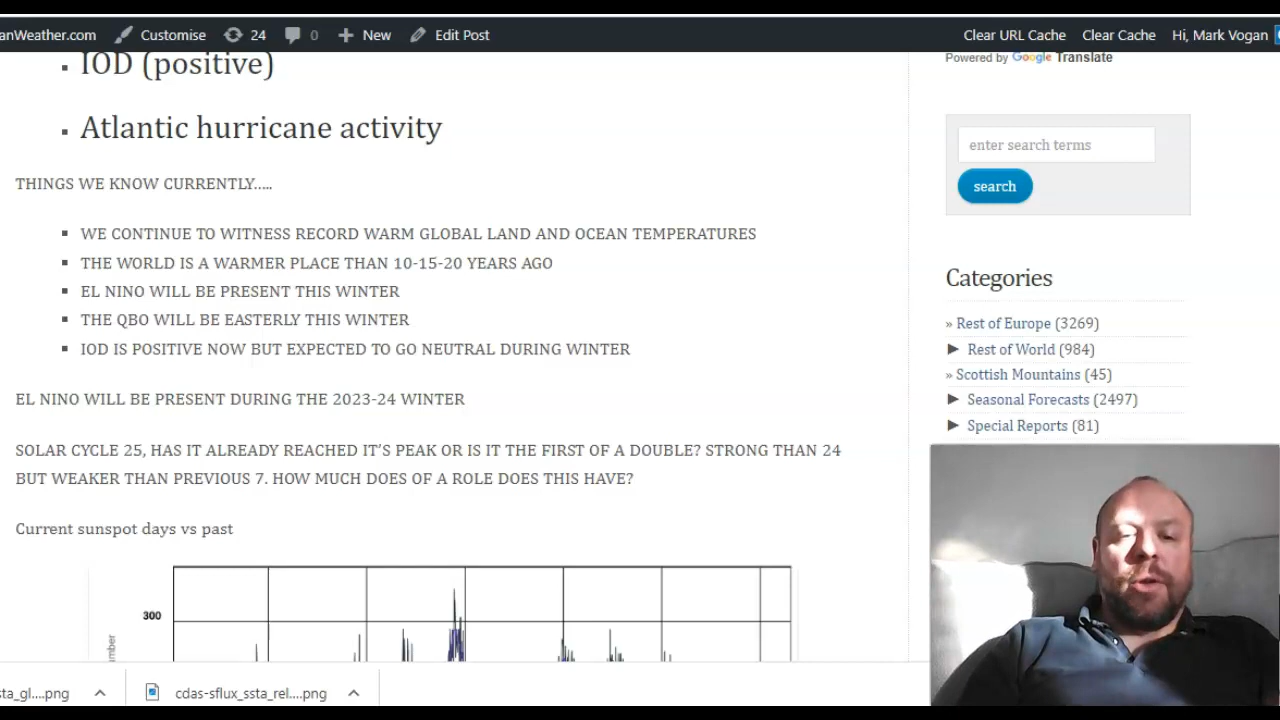 anWeather.com Customise 24 0 New Edit Post Clear URL Cache Clear Cache Hi, Mark Vogan
IOD (positive)
Atlantic hurricane activity
THINGS WE KNOW CURRENTLY.....
WE CONTINUE TO WITNESS RECORD WARM GLOBAL LAND AND OCEAN TEMPERATURES
THE WORLD IS A WARMER PLACE THAN 10-15-20 YEARS AGO
EL NINO WILL BE PRESENT THIS WINTER
THE QBO WILL BE EASTERLY THIS WINTER
IOD IS POSITIVE NOW BUT EXPECTED TO GO NEUTRAL DURING WINTER
EL NINO WILL BE PRESENT DURING THE 2023-24 WINTER
SOLAR CYCLE 25, HAS IT ALREADY REACHED IT'S PEAK OR IS IT THE FIRST OF A DOUBLE? STRONG THAN 24
BUT WEAKER THAN PREVIOUS 7. HOW MUCH DOES OF A ROLE DOES THIS HAVE?
Current sunspot days vs past
300
mber
Powered by Google Translate
enter search terms
search
Categories
» Rest of Europe (3269)
► Rest of World (984)
» Scottish Mountains (45)
► Seasonal Forecasts (2497)
► Special Reports (81)
sta_gl....png cdas-sflux_ssta_rel....png